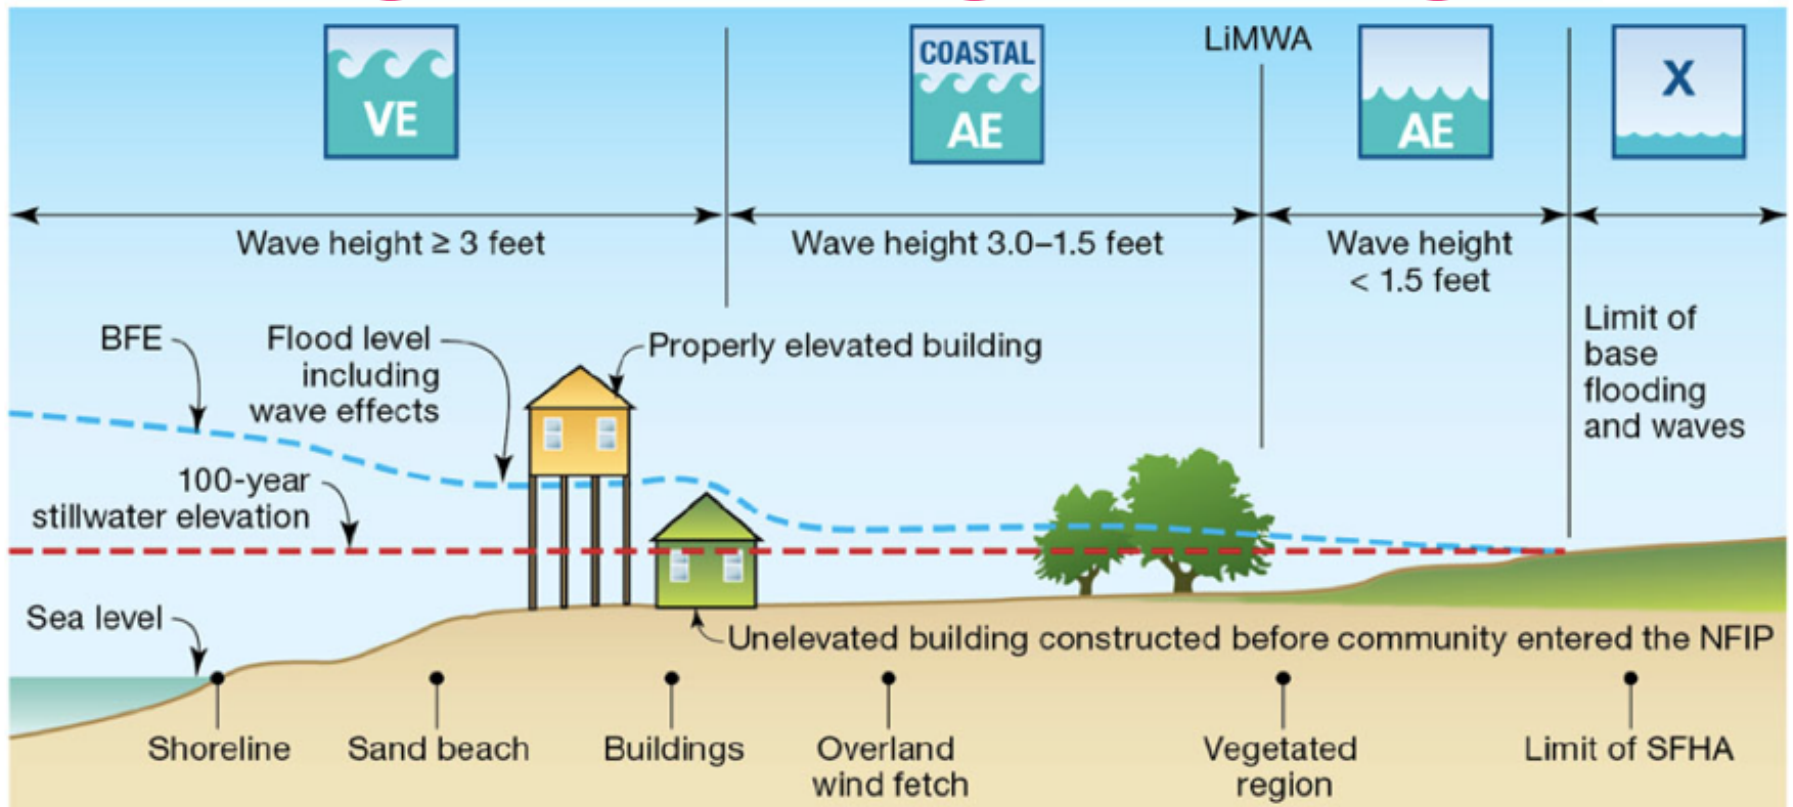 VE
COASTAL
AE
LiMWA
AE
X
Wave height ≥ 3 feet
Wave height 3.0–1.5 feet
Wave height
< 1.5 feet
Limit of
base
flooding
and waves
BFE
Flood level
including
wave effects
Properly elevated building
100-year
stillwater elevation
Sea level
Unelevated building constructed before community entered the NFIP
Shoreline
Sand beach
Buildings
Overland
wind fetch
Vegetated
region
Limit of SFHA